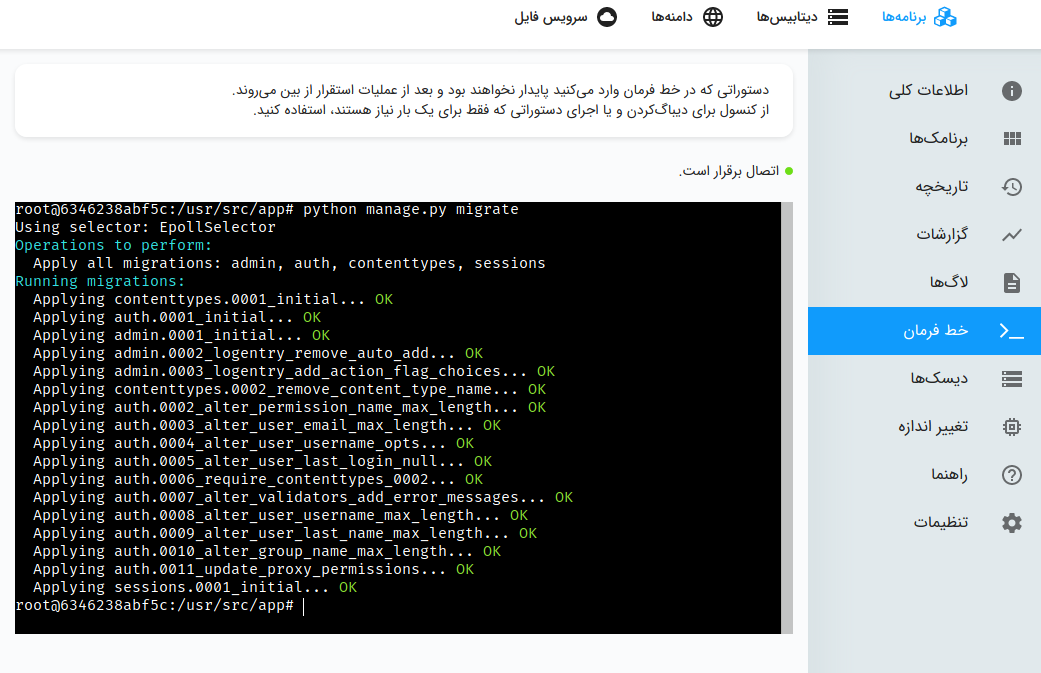 برنامه‌ها
دیتابیس‌ها
دامنه‌ها
سرویس فایل
اطلاعات کلی
برنامک‌ها
تاریخچه
گزارشات
لاگ‌ها
خط فرمان
دیسک‌ها
تغییر اندازه
راهنما
تنظیمات
دستوراتی که در خط فرمان وارد می‌کنید پایدار نخواهند بود و بعد از عملیات استقرار از بین می‌روند.
از کنسول برای دیباگ‌کردن و یا اجرای دستوراتی که فقط برای یک بار نیاز هستند، استفاده کنید.
اتصال برقرار است.
root@6346238abf5c:/usr/src/app# python manage.py migrate
Using selector: EpollSelector
Operations to perform:
  Apply all migrations: admin, auth, contenttypes, sessions
Running migrations:
  Applying contenttypes.0001_initial... OK
  Applying auth.0001_initial... OK
  Applying admin.0001_initial... OK
  Applying admin.0002_logentry_remove_auto_add... OK
  Applying admin.0003_logentry_add_action_flag_choices... OK
  Applying contenttypes.0002_remove_content_type_name... OK
  Applying auth.0002_alter_permission_name_max_length... OK
  Applying auth.0003_alter_user_email_max_length... OK
  Applying auth.0004_alter_user_username_opts... OK
  Applying auth.0005_alter_user_last_login_null... OK
  Applying auth.0006_require_contenttypes_0002... OK
  Applying auth.0007_alter_validators_add_error_messages... OK
  Applying auth.0008_alter_user_username_max_length... OK
  Applying auth.0009_alter_user_last_name_max_length... OK
  Applying auth.0010_alter_group_name_max_length... OK
  Applying auth.0011_update_proxy_permissions... OK
  Applying sessions.0001_initial... OK
root@6346238abf5c:/usr/src/app#